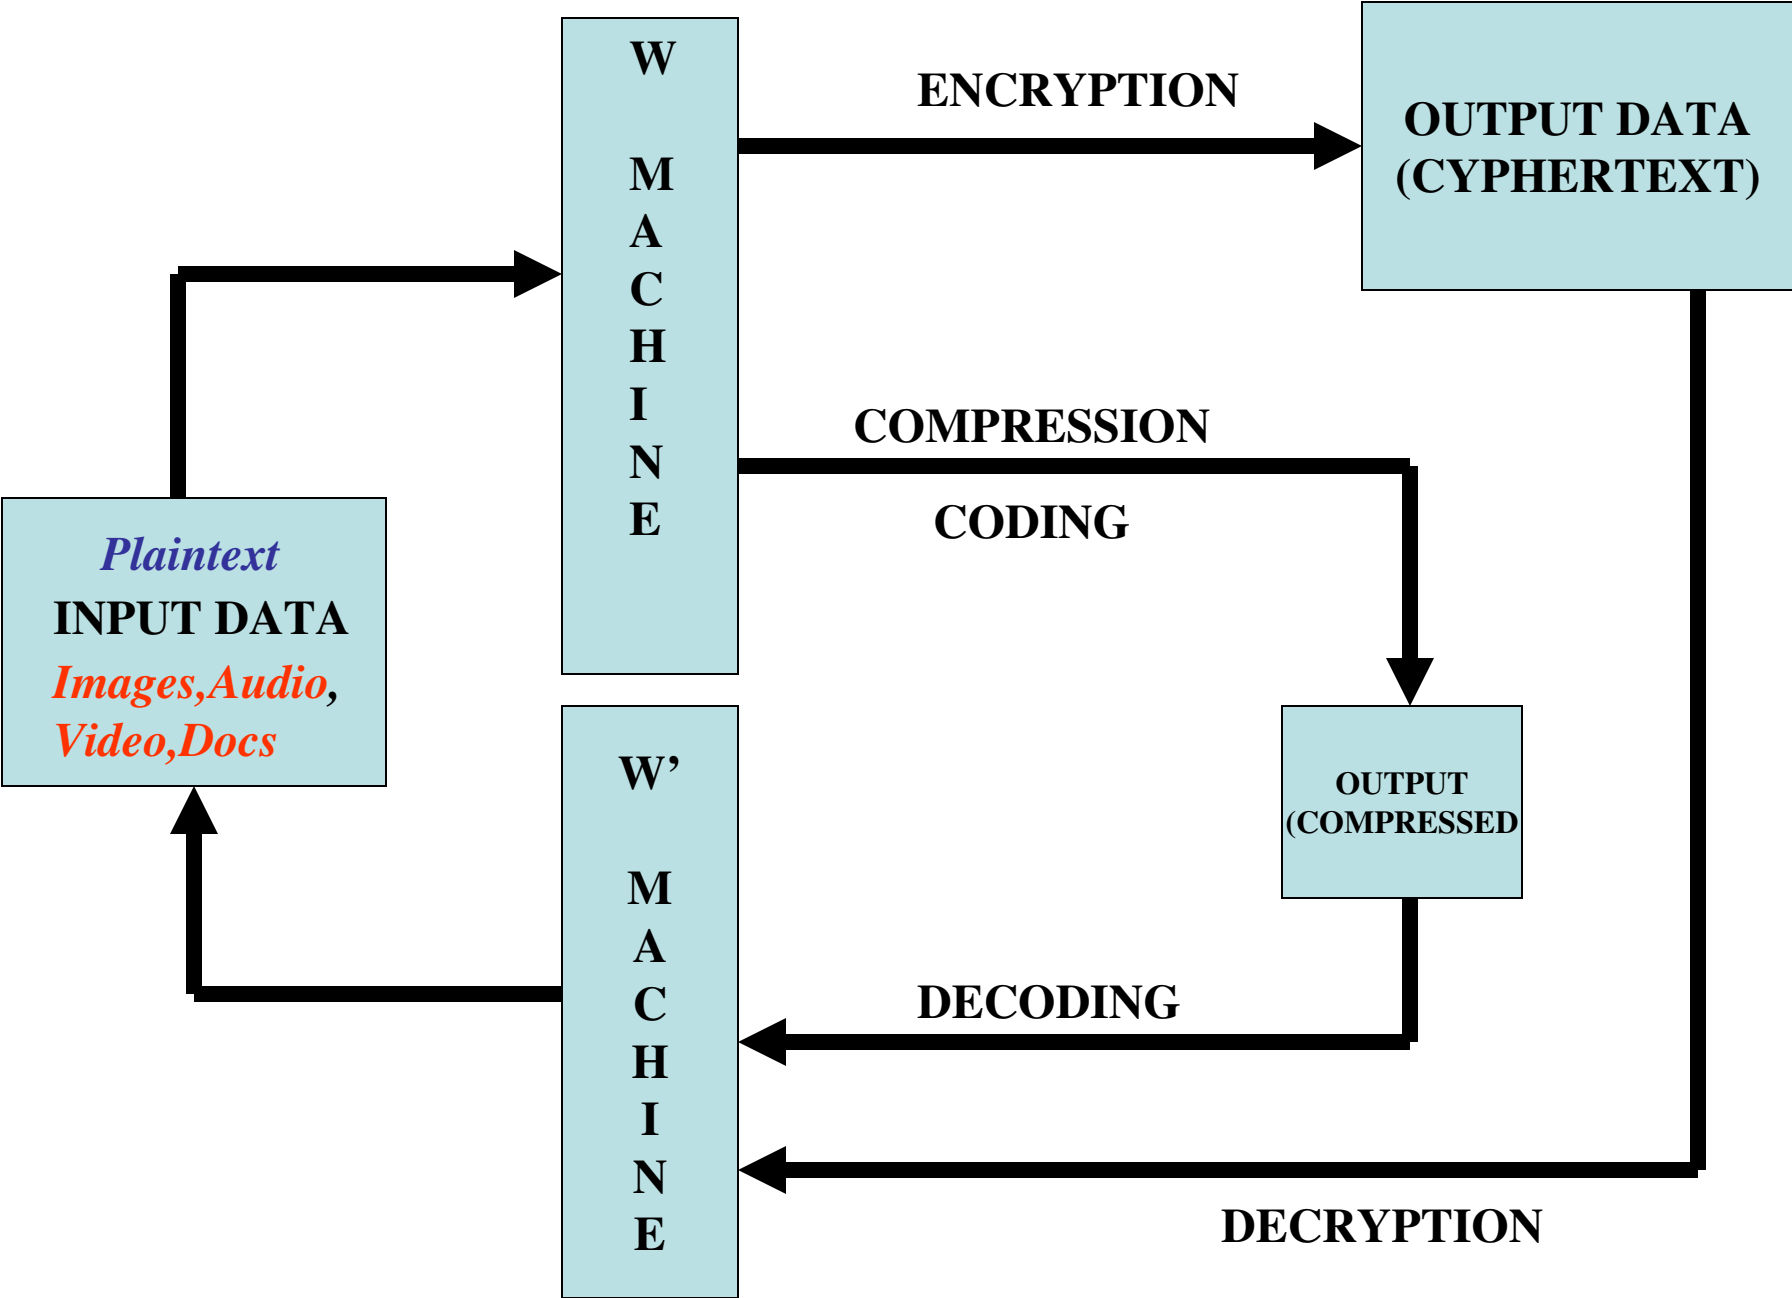 W
M
A
C
H
I
N
E
ENCRYPTION
OUTPUT DATA
(CYPHERTEXT)
COMPRESSION
CODING
Plaintext
INPUT DATA
Images,Audio,
Video,Docs
W’
M
A
C
H
I
N
E
OUTPUT
(COMPRESSED
DECODING
DECRYPTION